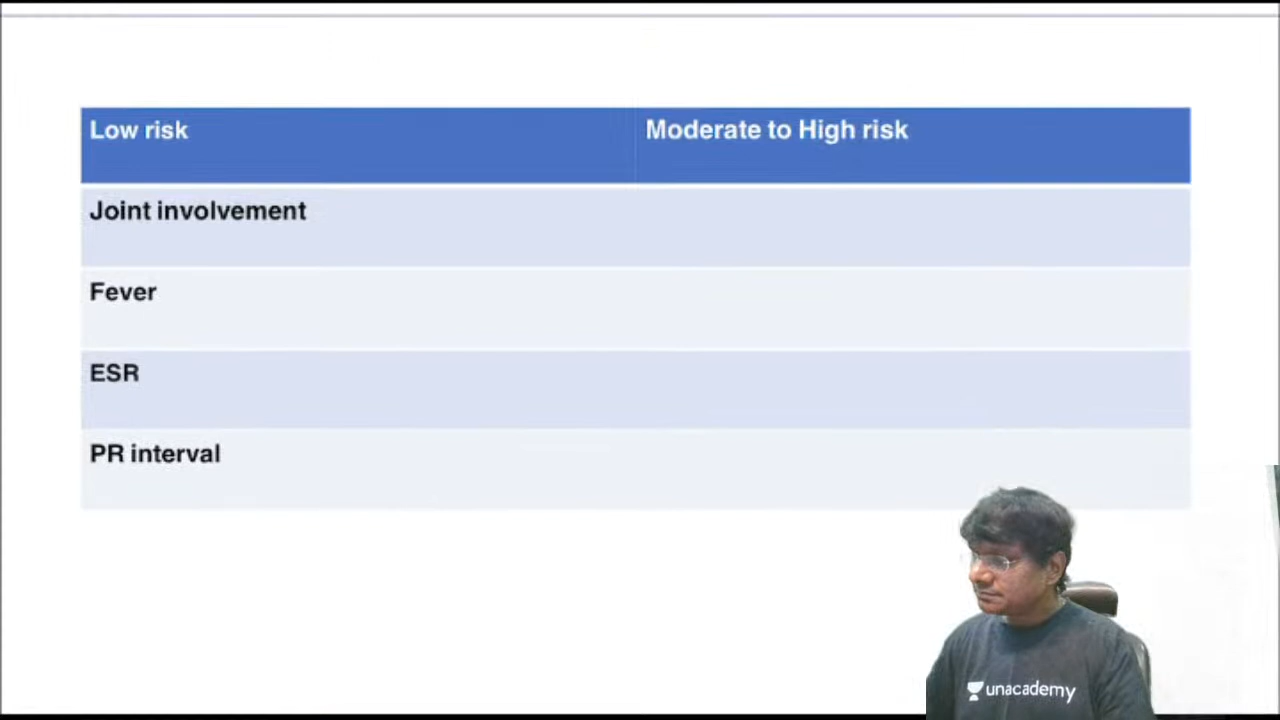 Low risk
Moderate to High risk
Joint involvement
Fever
ESR
PR interval
unacademy